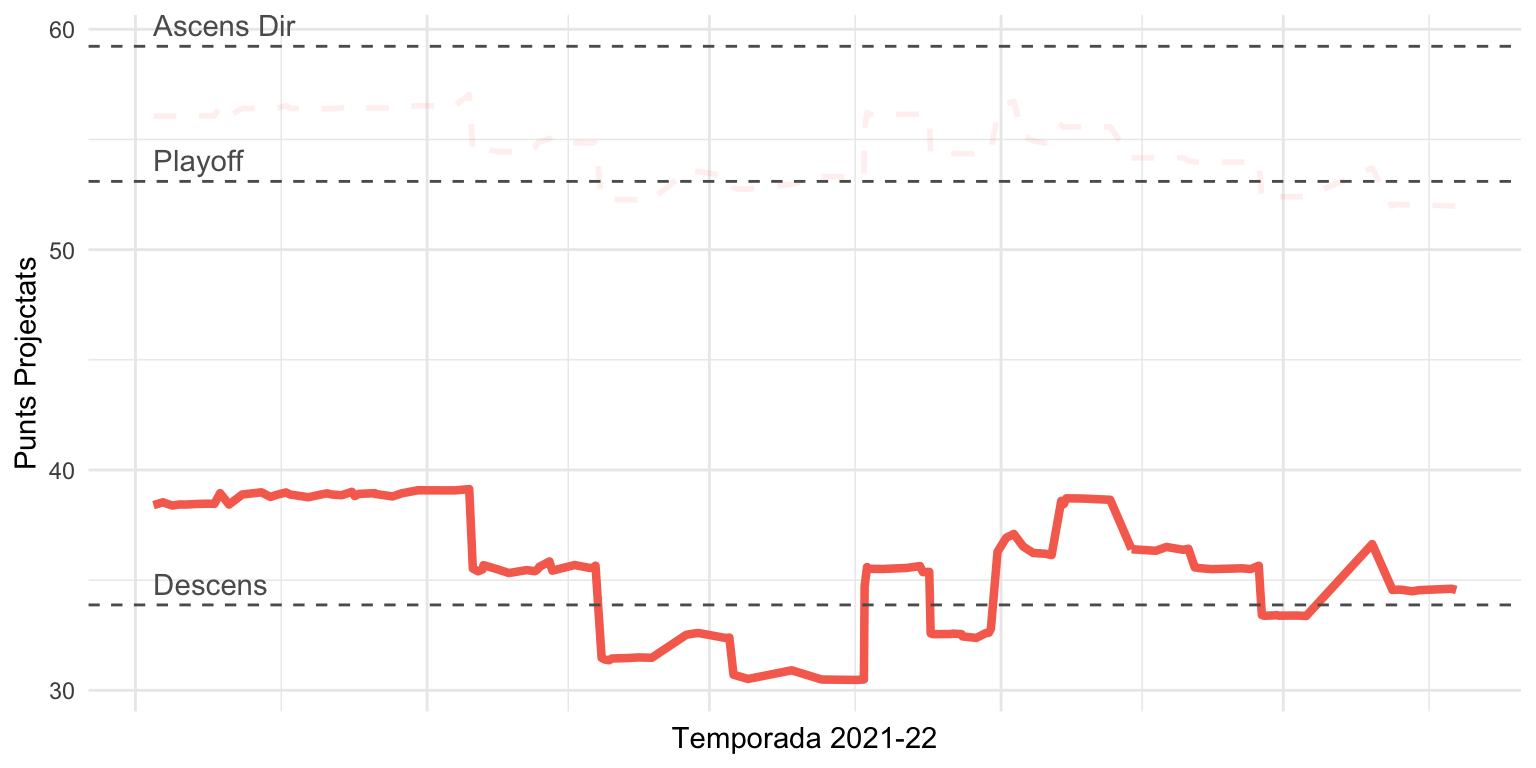 60
Ascens Dir
Playoff
50
Punts Projectats
40
Descens
30
Temporada 2021-22